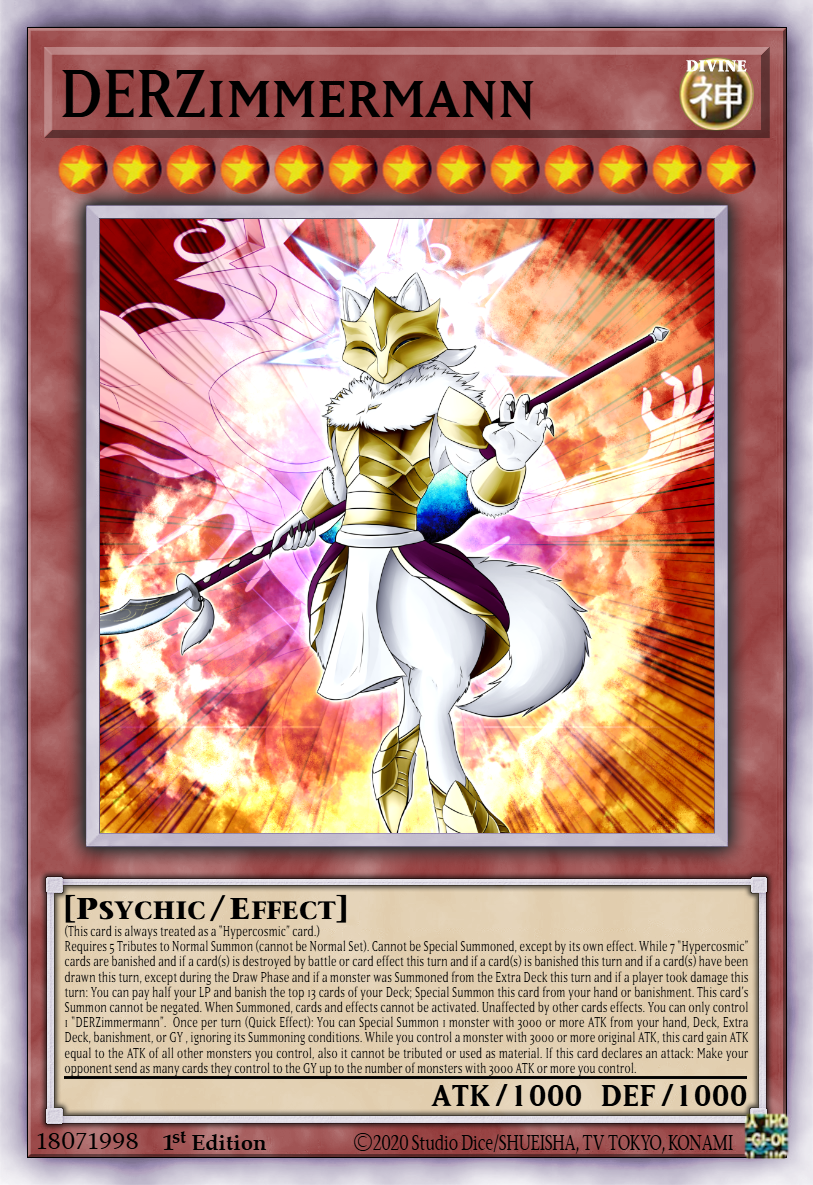 DERZIMMERMANN
DIVINE
神
[PSYCHIC / EFFECT]
(This card is always treated as a "Hypercosmic" card.)
Requires 5 Tributes to Normal Summon (cannot be Normal Set). Cannot be Special Summoned, except by its own effect. While 7 "Hypercosmic"
cards are banished and if a card(s) is destroyed by battle or card effect this turn and if a card(s) is banished this turn and if a card(s) have been
drawn this turn, except during the Draw Phase and if a monster was Summoned from the Extra Deck this turn and if a player took damage this
turn: You can pay half your LP and banish the top 13 cards of your Deck; Special Summon this card from your hand or banishment. This card's
Summon cannot be negated. When Summoned, cards and effects cannot be activated. Unaffected by other cards effects. You can only control
1 "DERZimmermann". Once per turn (Quick Effect): You can Special Summon 1 monster with 3000 or more ATK from your hand, Deck, Extra
Deck, banishment, or GY , ignoring its Summoning conditions. While you control a monster with 3000 or more original ATK, this card gain ATK
equal to the ATK of all other monsters you control, also it cannot be tributed or used as material. If this card declares an attack: Make your
opponent send as many cards they control to the GY up to the number of monsters with 3000 ATK or more you control.
ATK / 1000 DEF / 1000
18071998 1st Edition ©2020 Studio Dice/SHUEISHA, TV TOKYO, KONAMI